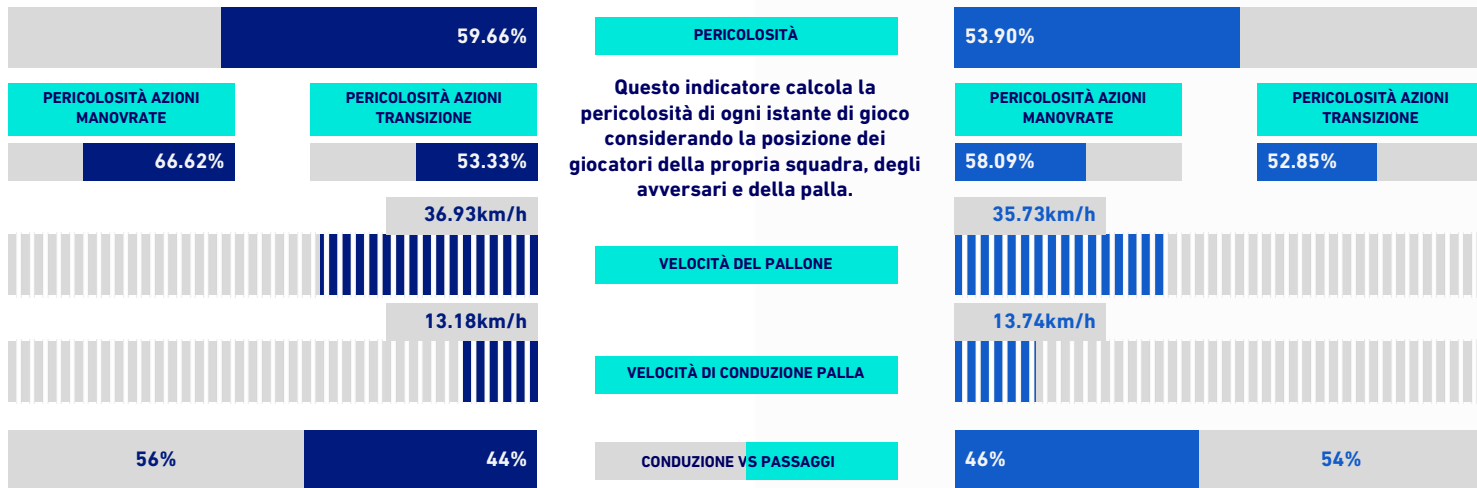 59.66%
PERICOLOSITÀ
53.90%
PERICOLOSITÀ AZIONI
MANOVRATE
66.62%
PERICOLOSITÀ AZIONI
TRANSIZIONE
53.33%
Questo indicatore calcola la
pericolosità di ogni istante di gioco
considerando la posizione dei
giocatori della propria squadra, degli
avversari e della palla.
PERICOLOSITÀ AZIONI
MANOVRATE
58.09%
PERICOLOSITÀ AZIONI
TRANSIZIONE
52.85%
36.93km/h
VELOCITÀ DEL PALLONE
35.73km/h
13.18km/h
VELOCITÀ DI CONDUZIONE PALLA
13.74km/h
56%
44%
CONDUZIONE VS PASSAGGI
46%
54%